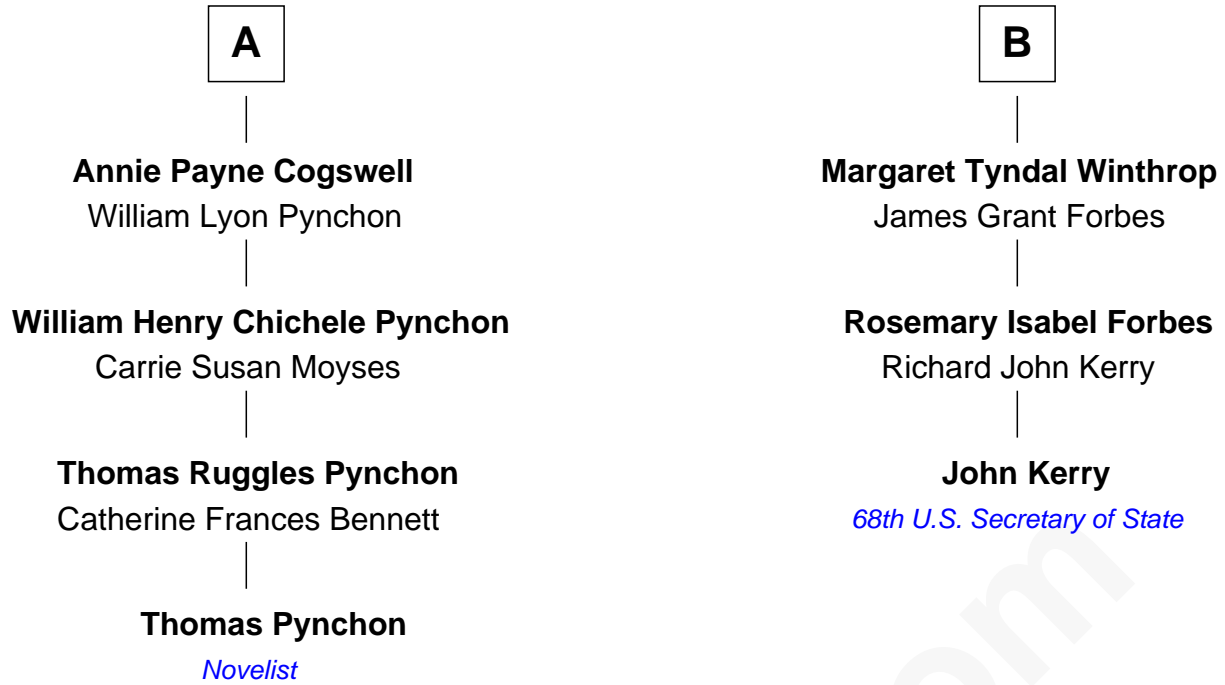 A
Annie Payne Cogswell
William Lyon Pynchon
William Henry Chichele Pynchon
Carrie Susan Moyses
Thomas Ruggles Pynchon
Catherine Frances Bennett
Thomas Pynchon
Novelist
B
Margaret Tyndal Winthrop
James Grant Forbes
Rosemary Isabel Forbes
Richard John Kerry
John Kerry
68th U.S. Secretary of State
om